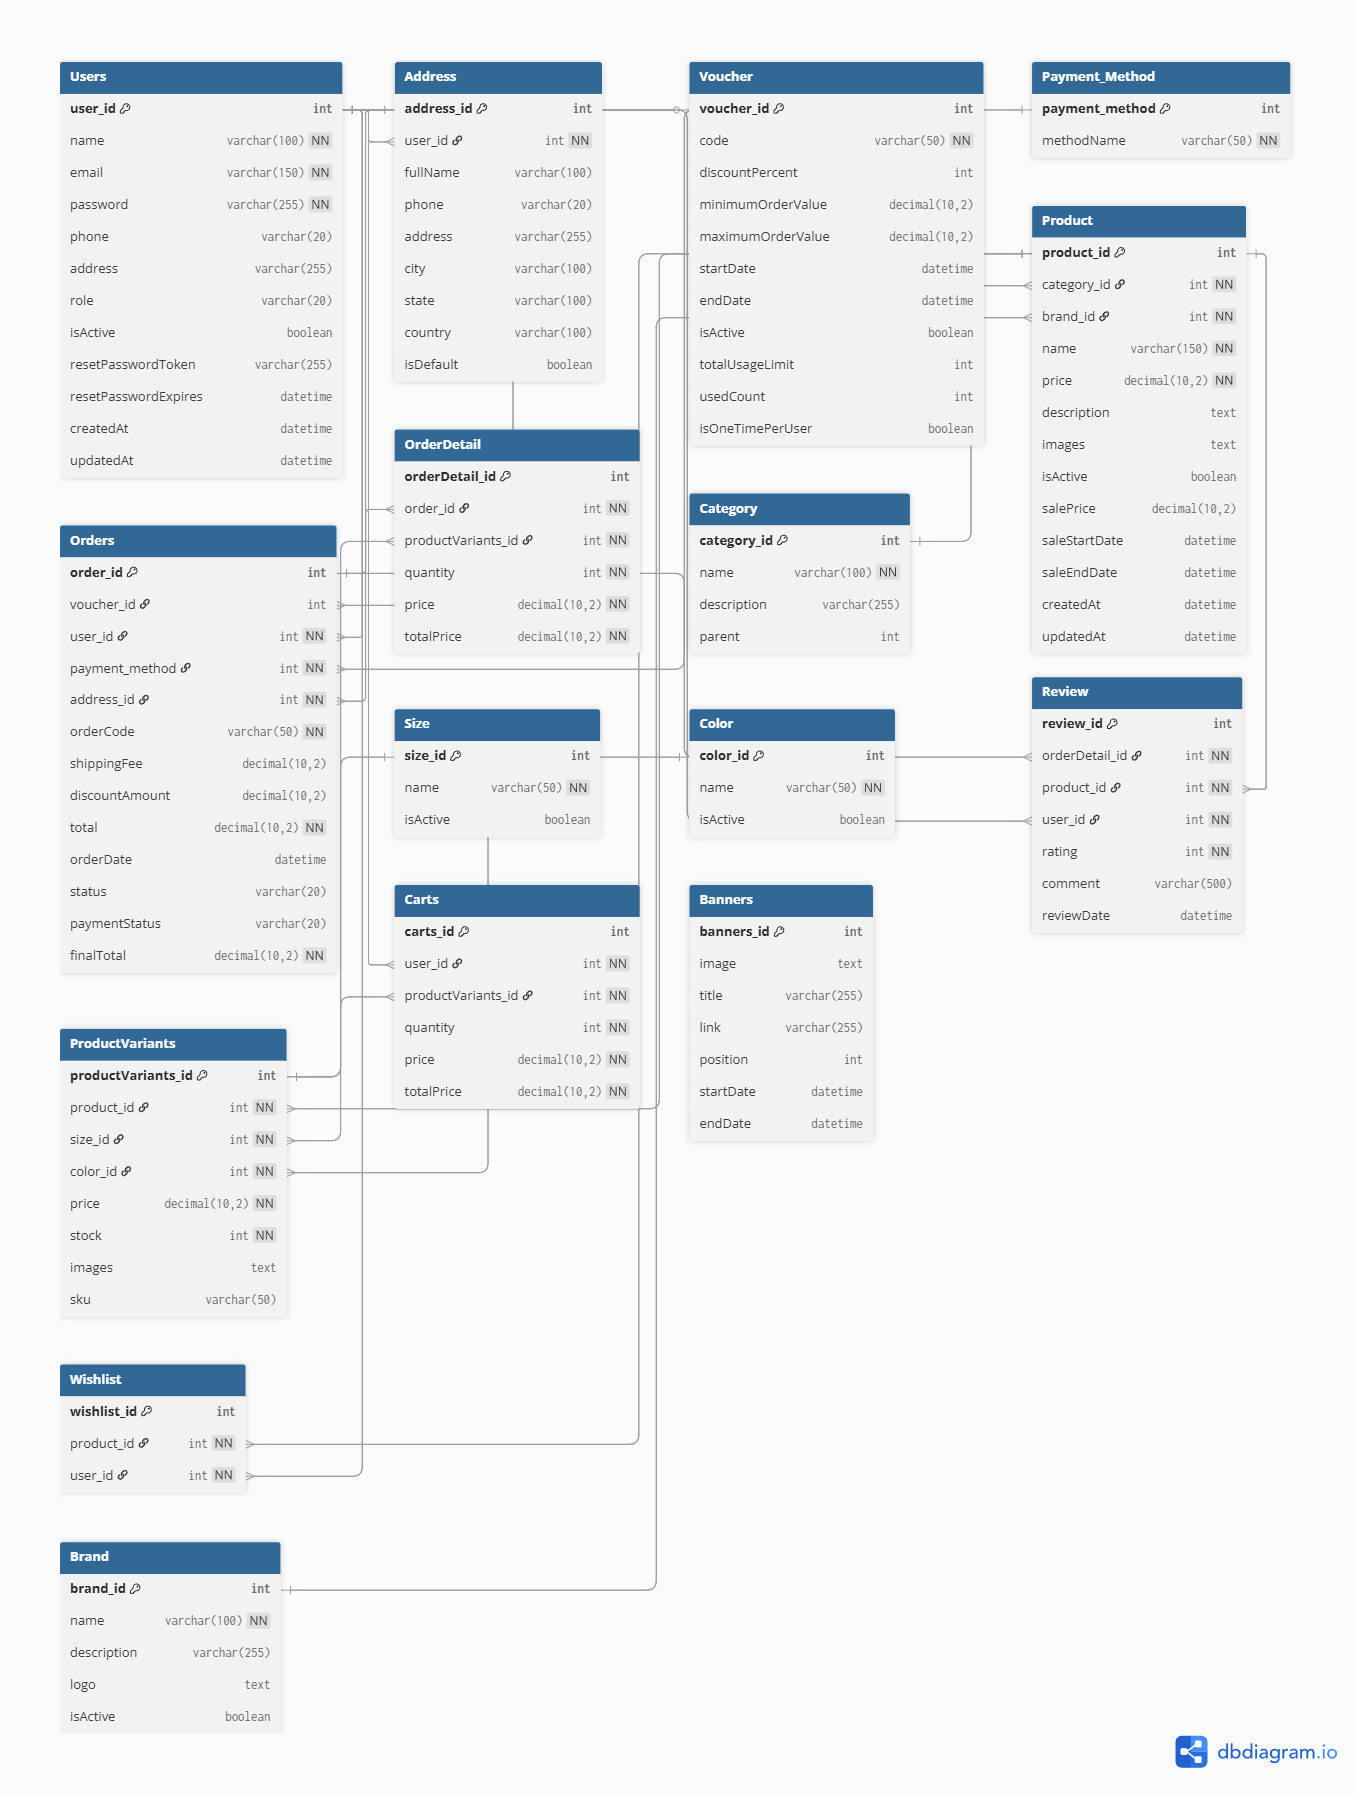 Users
user_id int
name varchar(100) NN
email varchar(150) NN
password varchar(255) NN
phone varchar(20)
address varchar(255)
role varchar(20)
isActive boolean
resetPasswordToken varchar(255)
resetPasswordExpires datetime
createdAt datetime
updatedAt datetime
Address
address_id int
user_id int NN
fullName varchar(100)
phone varchar(20)
address varchar(255)
city varchar(100)
state varchar(100)
country varchar(100)
isDefault boolean
Voucher
voucher_id int
code varchar(50) NN
discountPercent int
minimumOrderValue decimal(10,2)
maximumOrderValue decimal(10,2)
startDate datetime
endDate datetime
isActive boolean
totalUsageLimit int
usedCount int
isOneTimePerUser boolean
Payment_Method
payment_method int
methodName varchar(50) NN
Product
product_id int
category_id int NN
brand_id int NN
name varchar(150) NN
price decimal(10,2) NN
description text
images text
isActive boolean
salePrice decimal(10,2)
saleStartDate datetime
saleEndDate datetime
createdAt datetime
updatedAt datetime
OrderDetail
orderDetail_id int
order_id int NN
productVariants_id int NN
quantity int NN
price decimal(10,2) NN
totalPrice decimal(10,2) NN
Category
category_id int
name varchar(100) NN
description varchar(255)
parent int
Orders
order_id int
voucher_id int
user_id int NN
payment_method int NN
address_id int NN
orderCode varchar(50) NN
shippingFee decimal(10,2)
discountAmount decimal(10,2)
total decimal(10,2) NN
orderDate datetime
status varchar(20)
paymentStatus varchar(20)
finalTotal decimal(10,2) NN
Size
size_id int
name varchar(50) NN
isActive boolean
Color
color_id int
name varchar(50) NN
isActive boolean
Review
review_id int
orderDetail_id int NN
product_id int NN
user_id int NN
rating int NN
comment varchar(500)
reviewDate datetime
Carts
carts_id int
user_id int NN
productVariants_id int NN
quantity int NN
price decimal(10,2) NN
totalPrice decimal(10,2) NN
Banners
banners_id int
image text
title varchar(255)
link varchar(255)
position int
startDate datetime
endDate datetime
ProductVariants
productVariants_id int
product_id int NN
size_id int NN
color_id int NN
price decimal(10,2) NN
stock int NN
images text
sku varchar(50)
Wishlist
wishlist_id int
product_id int NN
user_id int NN
Brand
brand_id int
name varchar(100) NN
description varchar(255)
logo text
isActive boolean
dbdiagram.io